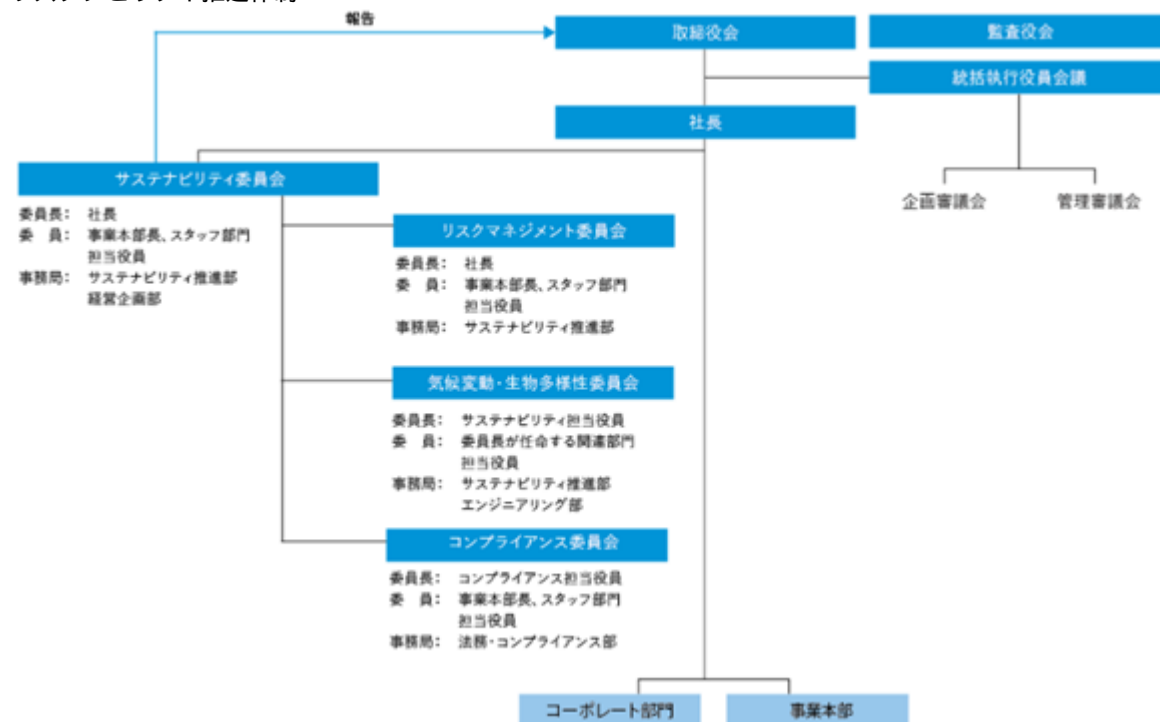 報告
取締役会
監査役会
統括執行役員会議
社長
企画審議会
管理審議会
サステナビリティ委員会
委員長： 社長
委　員： 事業本部長、スタッフ部門
担当役員
事務局： サステナビリティ推進部
経営企画部
リスクマネジメント委員会
委員長： 社長
委　員： 事業本部長、スタッフ部門
担当役員
事務局： サステナビリティ推進部
気候変動・生物多様性委員会
委員長： サステナビリティ担当役員
委　員： 委員長が任命する関連部門
担当役員
事務局： サステナビリティ推進部
エンジニアリング部
コンプライアンス委員会
委員長： コンプライアンス担当役員
委　員： 事業本部長、スタッフ部門
担当役員
事務局： 法務・コンプライアンス部
コーポレート部門
事業本部